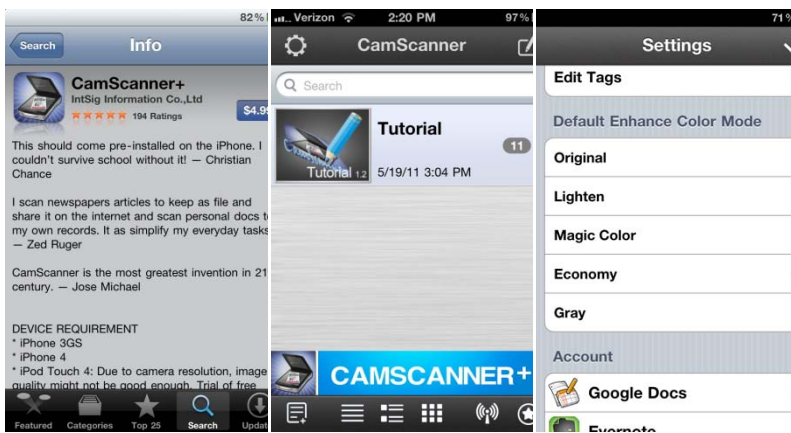 82%
Search
Info
CamScanner+
IntSig Information Co.,Ltd
194 Ratings
$4.99
This should come pre-installed on the iPhone. I
couldn't survive school without it! — Christian
Chance
I scan newspapers articles to keep as file and
share it on the internet and scan personal docs t
my own records. It as simplify my everyday tasks
— Zed Ruger
CamScanner is the most greatest invention in 21
century. — Jose Michael
DEVICE REQUIREMENT
* iPhone 3GS
* iPhone 4
* iPod Touch 4: Due to camera resolution, image
quality might not be good enough. Trial of free
Featured
Categories
Top 25
Search
Updat
Verizon
2:20 PM
97%
CamScanner
Search
Tutorial
Tutorial 1.2
11
5/19/11 3:04 PM
CAMSCANNER+
71%
Settings
Edit Tags
Default Enhance Color Mode
Original
Lighten
Magic Color
Economy
Gray
Account
Google Docs
Evernote